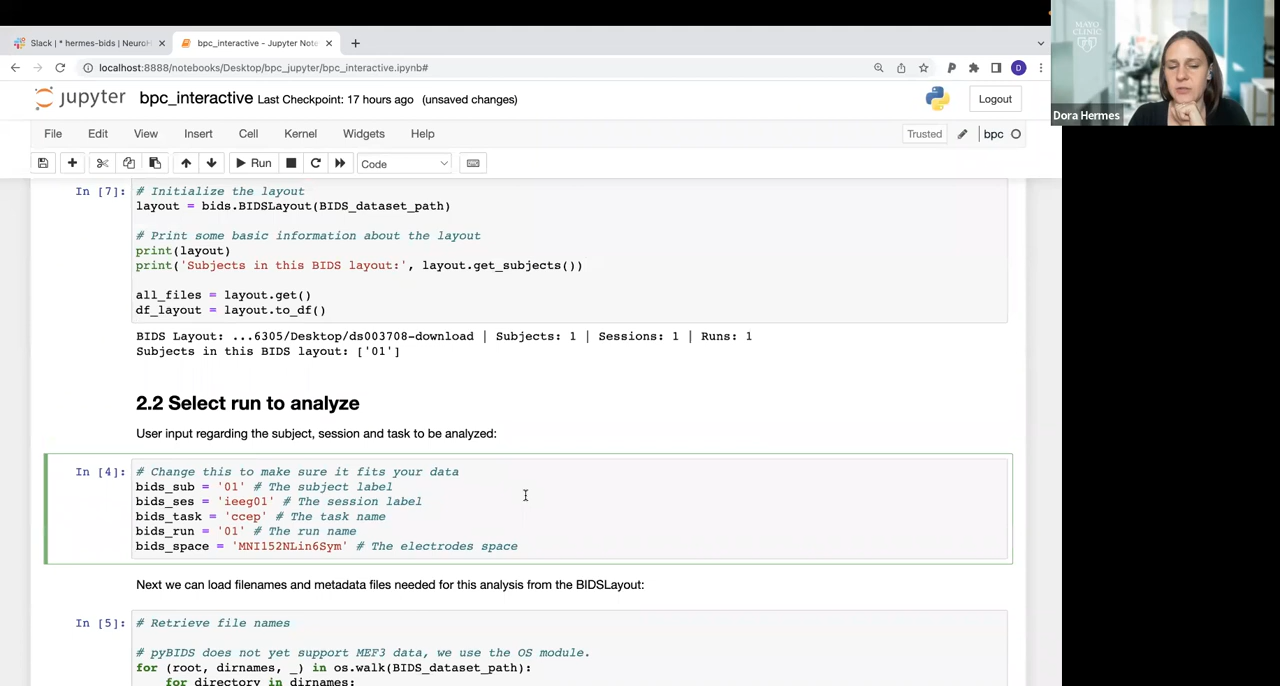 Slack | * hermes-bids | NeuroH
bpc_interactive - Jupyter Note
localhost:8888/notebooks/Desktop/bpc_jupyter/bpc_interactive.ipynb#
P
D
MAYO
CLINIC
Dora Hermes
jupyter bpc_interactive Last Checkpoint: 17 hours ago (unsaved changes)
Logout
File Edit View Insert Cell Kernel Widgets Help
Trusted
bpc
Run
Code
In [7]: # Initialize the layout
layout = bids.BIDSLayout(BIDS_dataset_path)
# Print some basic information about the layout
print(layout)
print('Subjects in this BIDS layout:', layout.get_subjects())
all_files = layout.get()
df_layout = layout.to_df()
BIDS Layout: ...6305/Desktop/ds003708-download | Subjects: 1 | Sessions: 1 | Runs: 1
Subjects in this BIDS layout: ['01']
2.2 Select run to analyze
User input regarding the subject, session and task to be analyzed:
In [4]: # Change this to make sure it fits your data
bids_sub = '01' # The subject label
bids_ses = 'ieeg01' # The session label
bids_task = 'ccep' # The task name
bids_run = '01' # The run name
bids_space = 'MNI152NLin6Sym' # The electrodes space
Next we can load filenames and metadata files needed for this analysis from the BIDSLayout:
In [5]: # Retrieve file names
# pyBIDS does not yet support MEF3 data, we use the OS module.
for (root, dirnames, _) in os.walk(BIDS_dataset_path):
for directory in dirnames: